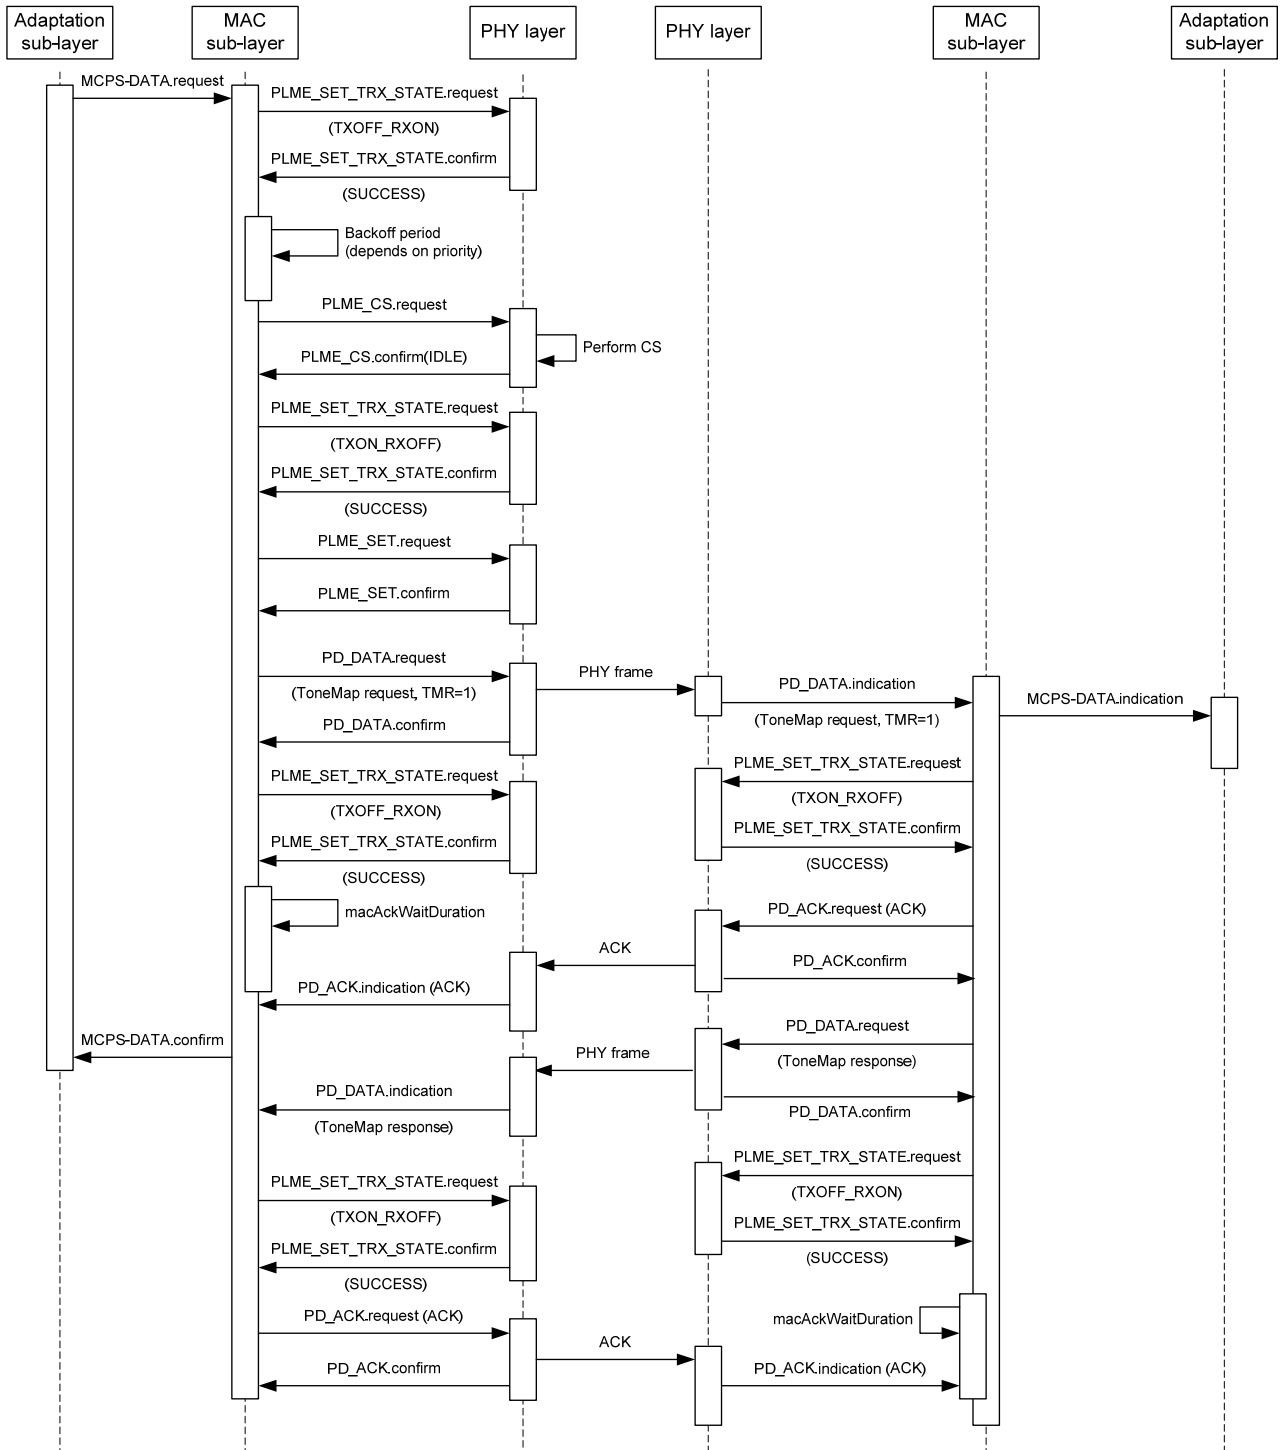 Adaptation
sub-layer
MAC
sub-layer
PHY layer
PHY layer
MAC
sub-layer
Adaptation
sub-layer
MCPS-DATA.request
PLME_SET_TRX_STATE.request
(TXOFF_RXON)
PLME_SET_TRX_STATE.confirm
(SUCCESS)
Backoff period
(depends on priority)
PLME_CS.request
Perform CS
PLME_CS.confirm(IDLE)
PLME_SET_TRX_STATE.request
(TXON_RXOFF)
PLME_SET_TRX_STATE.confirm
(SUCCESS)
PLME_SET.request
PLME_SET.confirm
PD_DATA.request
(ToneMap request, TMR=1)
PHY frame
PD_DATA.indication
(ToneMap request, TMR=1)
MCPS-DATA.indication
PD_DATA.confirm
PLME_SET_TRX_STATE.request
(TXON_RXOFF)
PLME_SET_TRX_STATE.request
(TXOFF_RXON)
PLME_SET_TRX_STATE.confirm
(SUCCESS)
PLME_SET_TRX_STATE.confirm
(SUCCESS)
macAckWaitDuration
PD_ACK.request (ACK)
ACK
PD_ACK.confirm
PD_ACK.indication (ACK)
PD_DATA.request
(ToneMap response)
MCPS-DATA.confirm
PHY frame
PD_DATA.indication
(ToneMap response)
PD_DATA.confirm
PLME_SET_TRX_STATE.request
(TXOFF_RXON)
PLME_SET_TRX_STATE.request
(TXON_RXOFF)
PLME_SET_TRX_STATE.confirm
(SUCCESS)
PLME_SET_TRX_STATE.confirm
(SUCCESS)
PD_ACK.request (ACK)
macAckWaitDuration
ACK
PD_ACK.confirm
PD_ACK.indication (ACK)